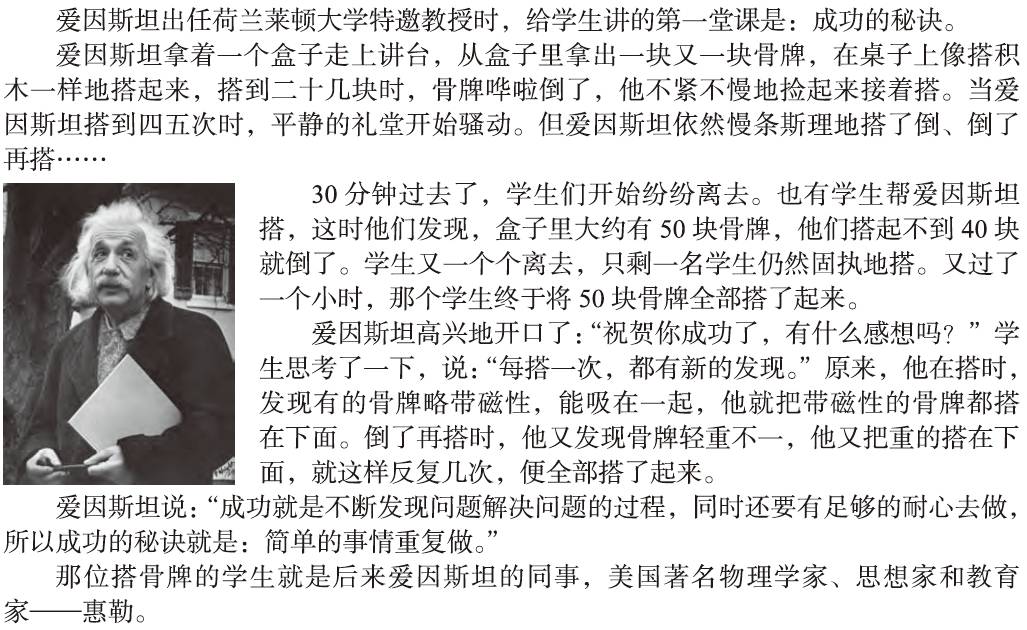 爱因斯坦出任荷兰莱顿大学特邀教授时，给学生讲的第一堂课是：成功的秘诀。
爱因斯坦拿着一个盒子走上讲台，从盒子里拿出一块又一块骨牌，在桌子上像搭积
木一样地搭起来，搭到二十几块时，骨牌哗啦倒了，他不紧不慢地捡起来接着搭。当爱
因斯坦搭到四五次时，平静的礼堂开始骚动。但爱因斯坦依然慢条斯理地搭了倒、倒了
再搭……
30 分钟过去了，学生们开始纷纷离去。也有学生帮爱因斯坦
搭，这时他们发现，盒子里大约有 50 块骨牌，他们搭起不到 40 块
就倒了。学生又一个个离去，只剩一名学生仍然固执地搭。又过了
一个小时，那个学生终于将 50 块骨牌全部搭了起来。
爱因斯坦高兴地开口了：“祝贺你成功了，有什么感想吗？”学
生思考了一下，说：“每搭一次，都有新的发现。”原来，他在搭时，
发现有的骨牌略带磁性，能吸在一起，他就把带磁性的骨牌都搭
在下面。倒了再搭时，他又发现骨牌轻重不一，他又把重的搭在下
面，就这样反复几次，便全部搭了起来。
爱因斯坦说：“成功就是不断发现问题解决问题的过程，同时还要有足够的耐心去做，
所以成功的秘诀就是：简单的事情重复做。”
那位搭骨牌的学生就是后来爱因斯坦的同事，美国著名物理学家、思想家和教育
家——惠勒。